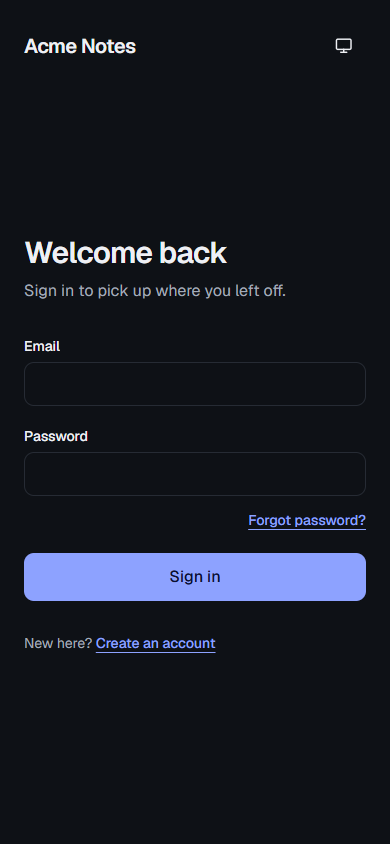 Acme Notes
Welcome back
Sign in to pick up where you left off.
Email
Password
Forgot password?
Sign in
New here? Create an account